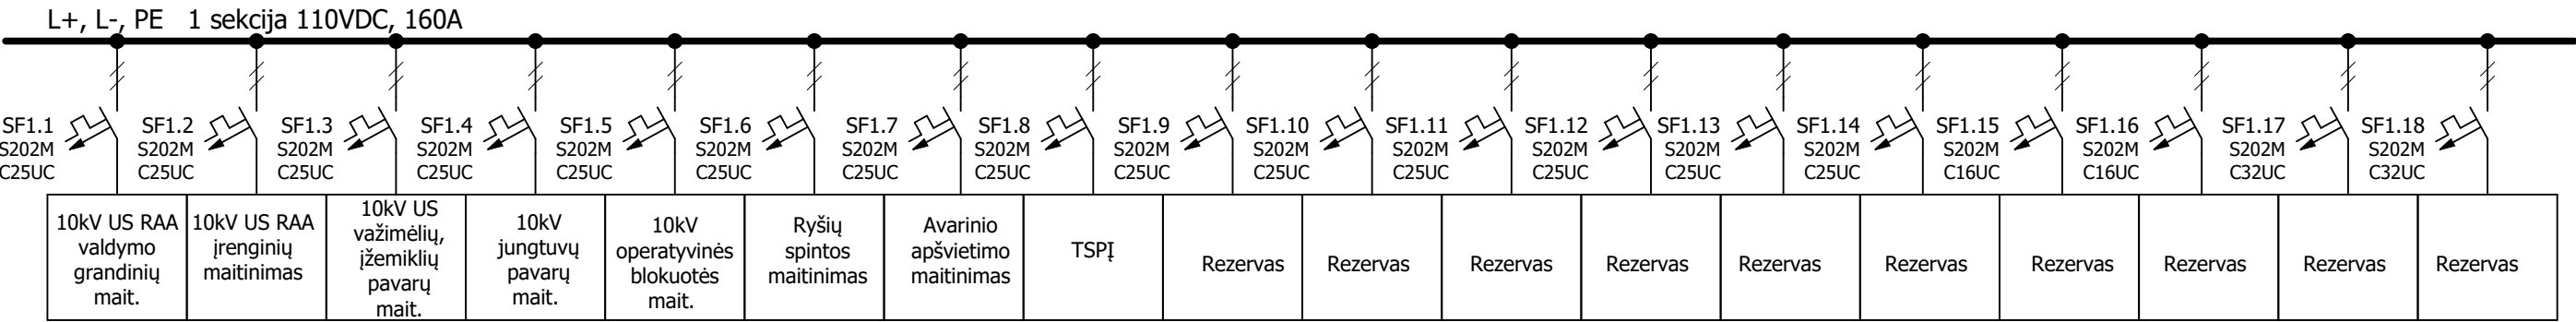 L+, L-, PE 1 sekcija 110VDC, 160A
SF1.1
S202M
C25UC
SF1.2
S202M
C25UC
SF1.3
S202M
C25UC
SF1.4
S202M
C25UC
SF1.5
S202M
C25UC
SF1.6
S202M
C25UC
SF1.7
S202M
C25UC
SF1.8
S202M
C25UC
SF1.9
S202M
C25UC
SF1.10
S202M
C25UC
SF1.11
S202M
C25UC
SF1.12
S202M
C25UC
SF1.13
S202M
C25UC
SF1.14
S202M
C25UC
SF1.15
S202M
C16UC
SF1.16
S202M
C16UC
SF1.17
S202M
C32UC
SF1.18
S202M
C32UC
10kV US RAA
valdymo
grandinių
mait.
10kV US RAA
įrenginių
maitinimas
10kV US
važimėlių,
įžemiklių
pavarų
mait.
10kV
jungtuvų
pavarų
mait.
10kV
operatyvinės
blokuotės
mait.
Ryšių
spintos
maitinimas
Avarinio
apšvietimo
maitinimas
TSPĮ
Rezervas
Rezervas
Rezervas
Rezervas
Rezervas
Rezervas
Rezervas
Rezervas
Rezervas
Rezervas